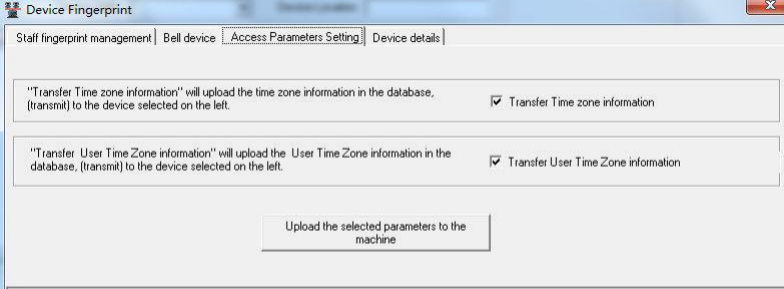 Device Fingerprint
Staff fingerprint management Bell device Access Parameters Setting Device details
"Transfer Time zone information" will upload the time zone information in the database,
(transmit) to the device selected on the left.
Transfer Time zone information
"Transfer User Time Zone information" will upload the User Time Zone information in the
database, (transmit) to the device selected on the left.
Transfer User Time Zone information
Upload the selected parameters to the
machine